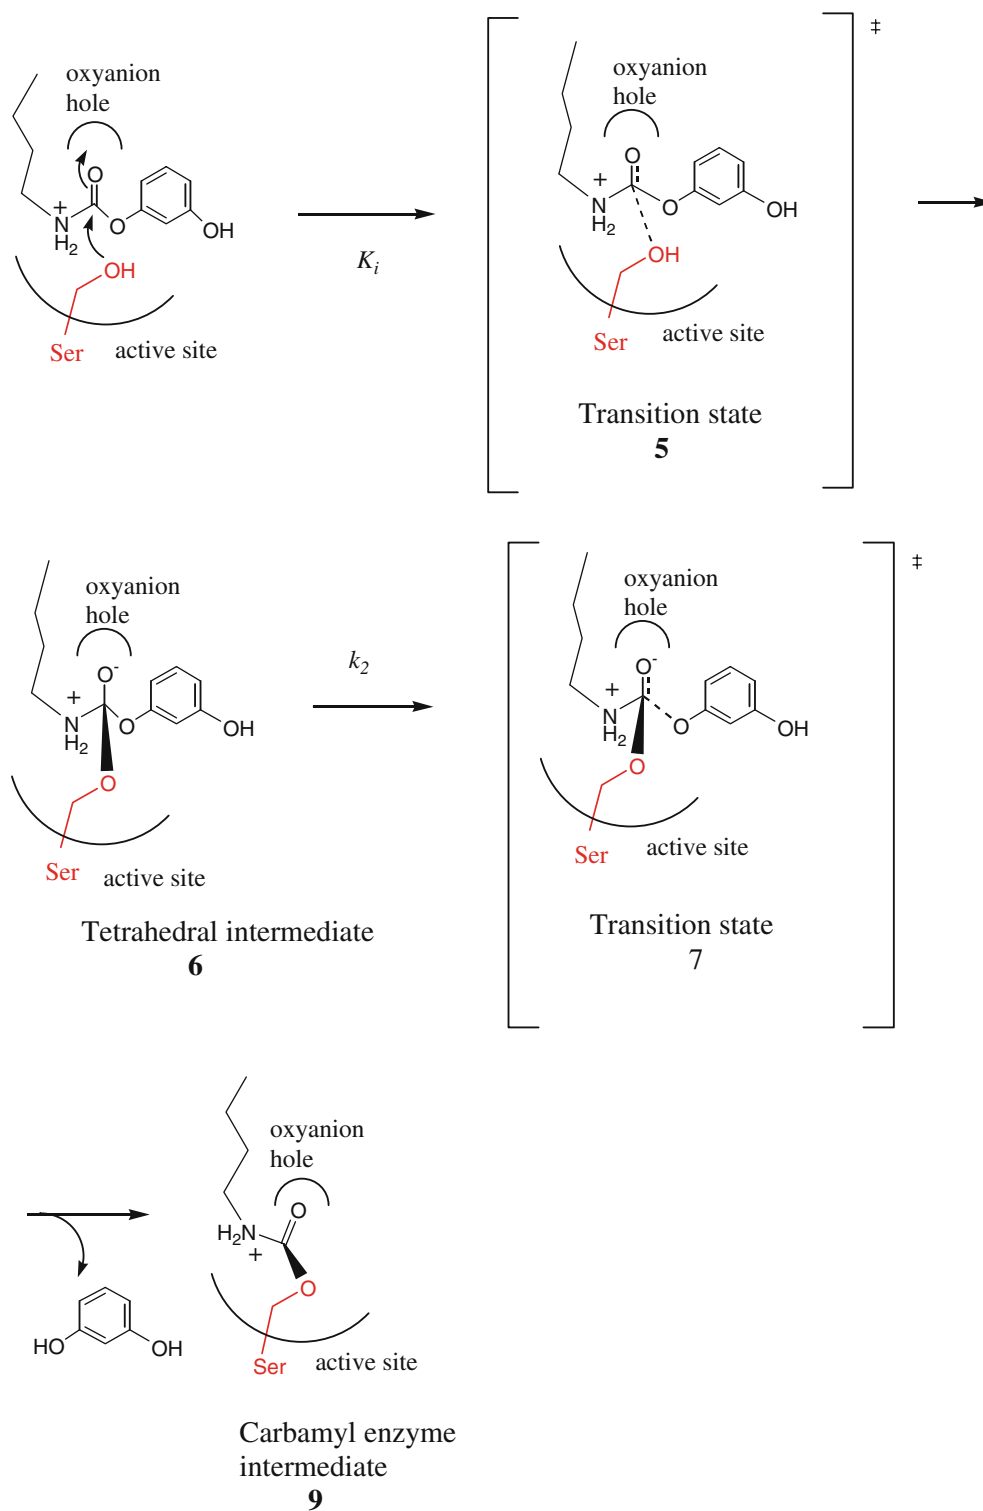 oxyanion
hole
O
+
N
H2
O
OH
OH
Ser
active site
Ki
oxyanion
hole
O
+
N
H2
O
OH
OH
Ser
active site
‡
Transition state
5
oxyanion
hole
O-
+
N
H2
O
OH
O
Ser
active site
Tetrahedral intermediate
6
k2
oxyanion
hole
O-
+
N
H2
O
OH
O
Ser
active site
‡
Transition state
7
HO
OH
oxyanion
hole
H2N
+
O
O
Ser
active site
Carbamyl enzyme
intermediate
9